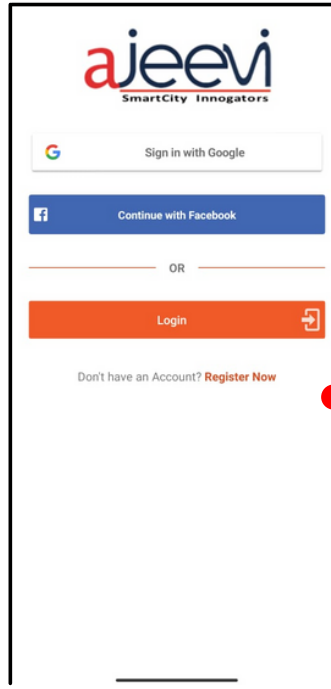 ajeevi
SmartCity Innogators
Sign in with Google
Continue with Facebook
OR
Login
Don't have an Account? Register Now